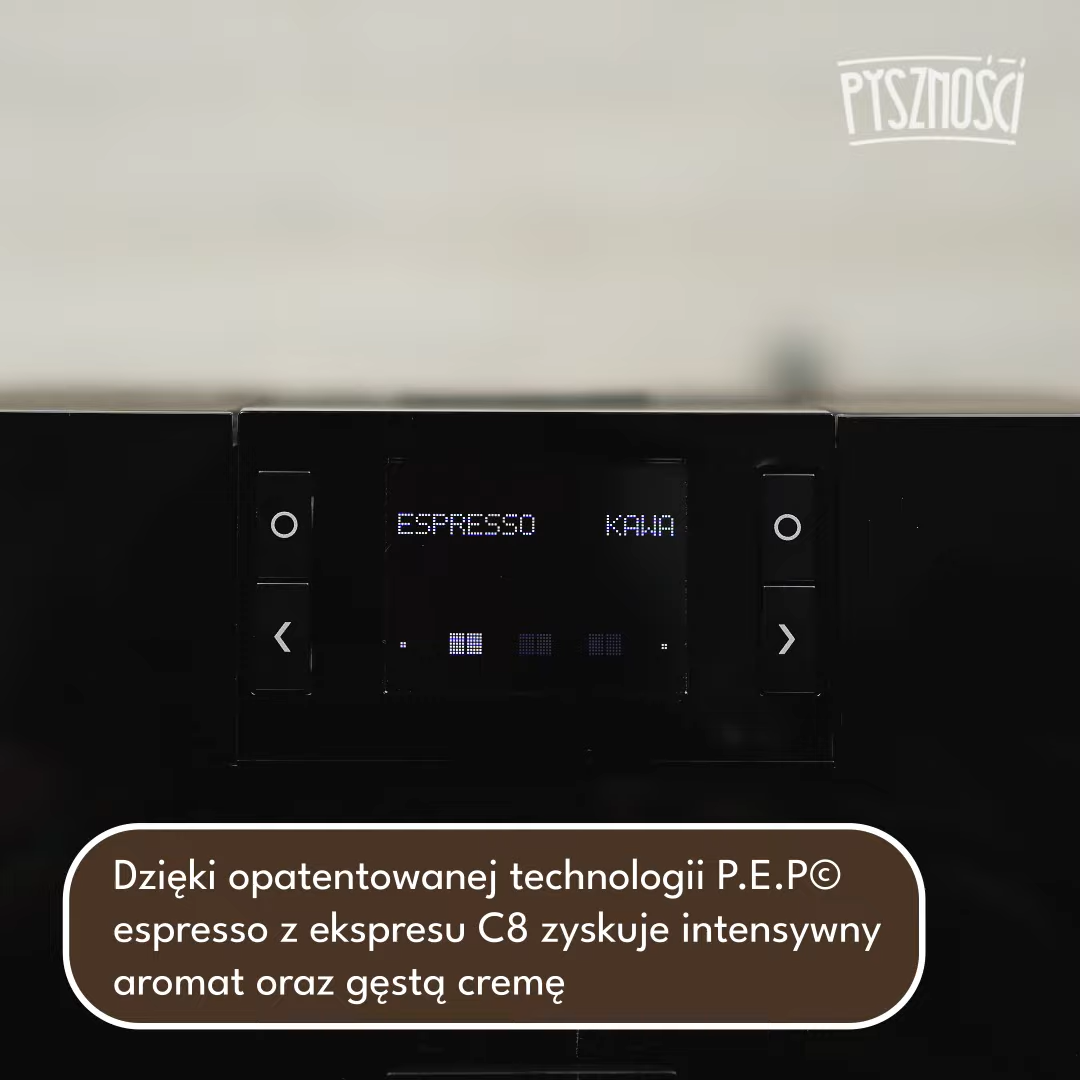 PYSZNOŚCI
ESPRESSO KAWA
Dzięki opatentowanej technologii P.E.P©
espresso z ekspresu C8 zyskuje intensywny
aromat oraz gęstą cremę